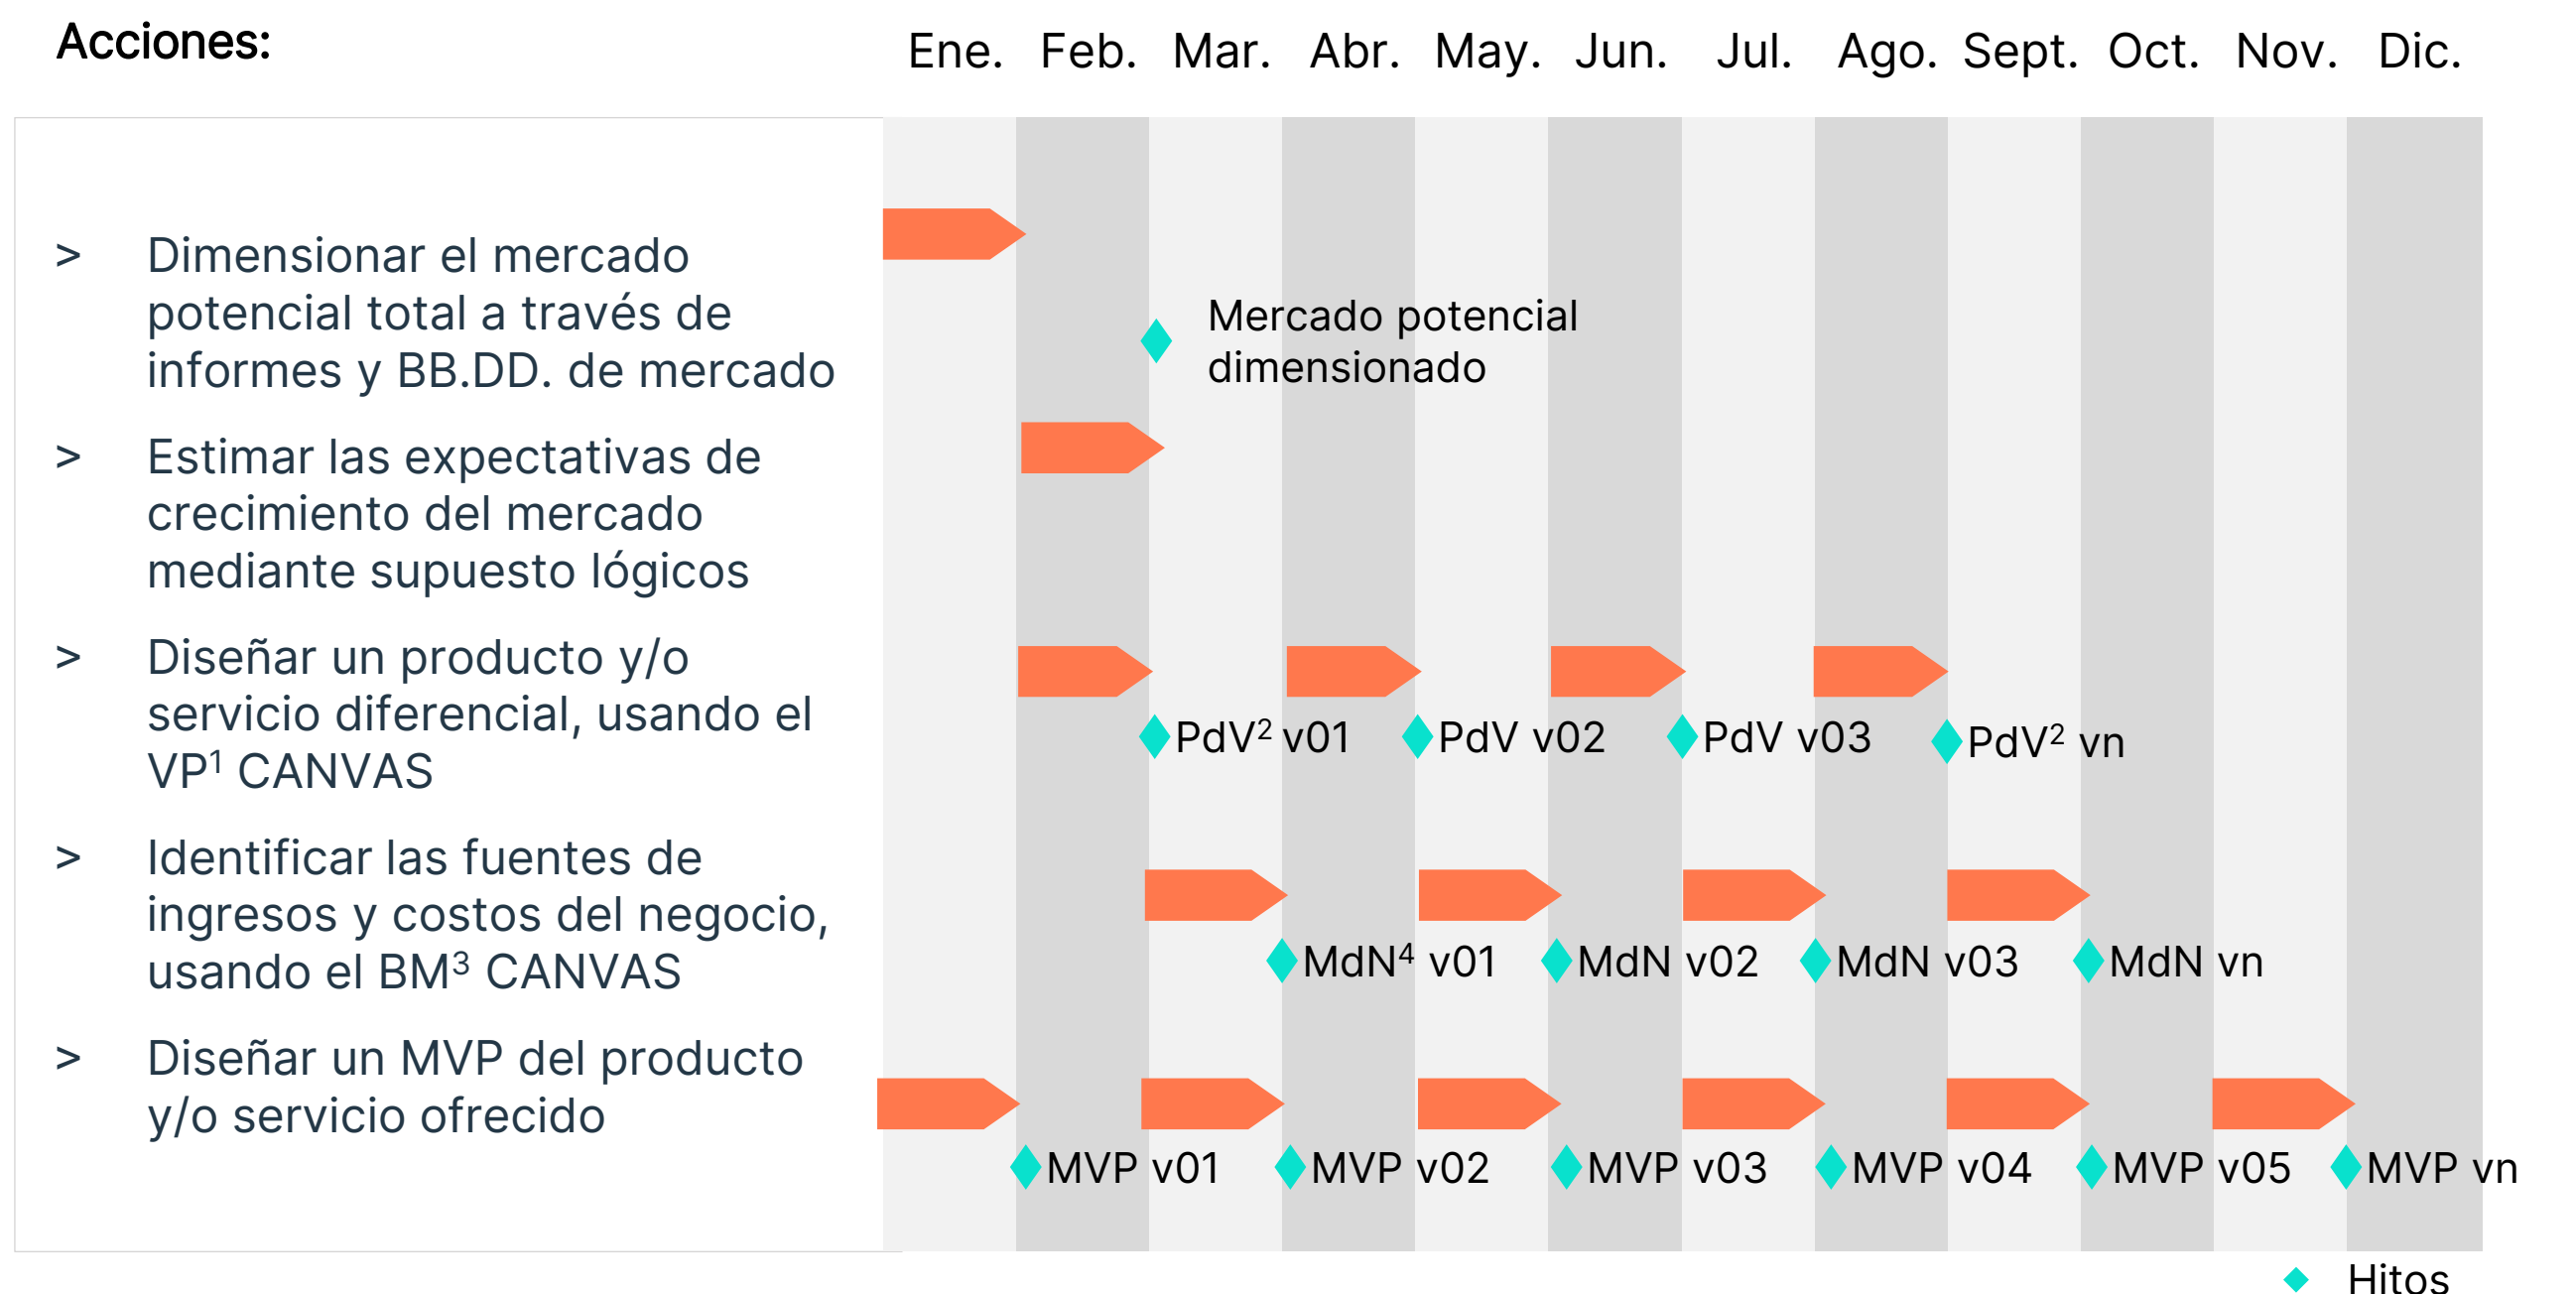 Acciones:
Ene. Feb. Mar. Abr. May. Jun. Jul. Ago. Sept. Oct. Nov. Dic.
> Dimensionar el mercado
potencial total a través de
informes y BB.DD. de mercado
Mercado potencial
dimensionado
> Estimar las expectativas de
crecimiento del mercado
mediante supuesto lógicos
> Diseñar un producto y/o
servicio diferencial, usando el
VP¹ CANVAS
PdV² v01 PdV v02 PdV v03 PdV² vn
> Identificar las fuentes de
ingresos y costos del negocio,
usando el BM³ CANVAS
MdN⁴ v01 MdN v02 MdN v03 MdN vn
> Diseñar un MVP del producto
y/o servicio ofrecido
MVP v01 MVP v02 MVP v03 MVP v04 MVP v05 MVP vn
Hitos